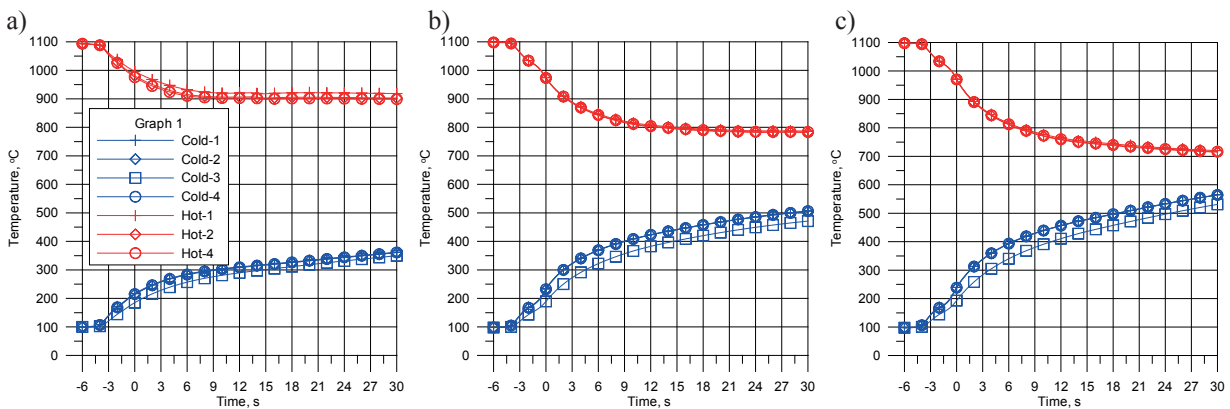 a)
1100
1000
900
800
700
600
500
400
300
200
100
0
Temperature, °C
-6 -3 0 3 6 9 12 15 18 21 24 27 30
Time, s
Graph 1
Cold-1
Cold-2
Cold-3
Cold-4
Hot-1
Hot-2
Hot-4
b)
1100
1000
900
800
700
600
500
400
300
200
100
0
Temperature, °C
-6 -3 0 3 6 9 12 15 18 21 24 27 30
Time, s
c)
1100
1000
900
800
700
600
500
400
300
200
100
0
Temperature, °C
-6 -3 0 3 6 9 12 15 18 21 24 27 30
Time, s